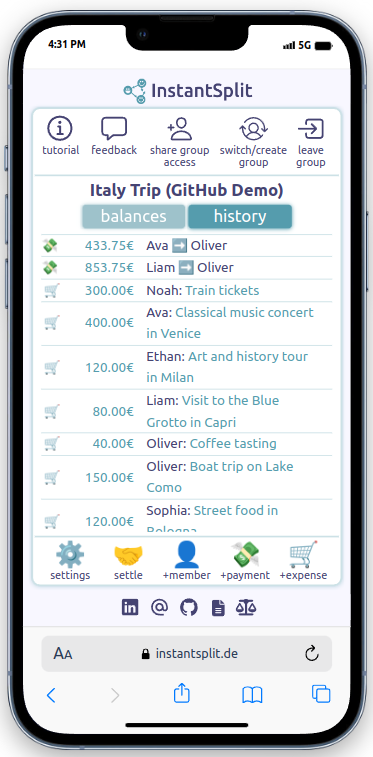 4:31 PM
5G
InstantSplit
tutorial
feedback
share group
access
switch/create
group
leave
group
Italy Trip (GitHub Demo)
balances
history
433.75€ Ava ➡️ Oliver
853.75€ Liam ➡️ Oliver
300.00€ Noah: Train tickets
400.00€ Ava: Classical music concert
in Venice
120.00€ Ethan: Art and history tour
in Milan
80.00€ Liam: Visit to the Blue
Grotto in Capri
40.00€ Oliver: Coffee tasting
150.00€ Oliver: Boat trip on Lake
Como
120.00€ Sophia: Street food in
Bologna
settings
settle
+member
+payment
+expense
in
@
AA
instantsplit.de